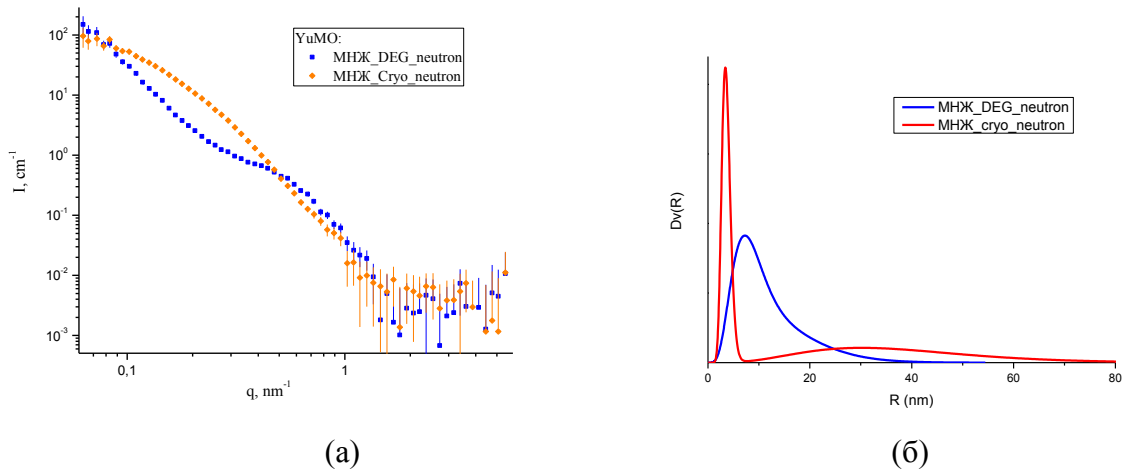 YuMO:
МНЖ_DEG_neutron
МНЖ_Cryo_neutron
I, cm⁻¹
10²
10¹
10⁰
10⁻¹
10⁻²
10⁻³
0,1
1
q, nm⁻¹
(а)
МНЖ_DEG_neutron
МНЖ_cryo_neutron
Dv(R)
0
20
40
60
80
R (nm)
(б)